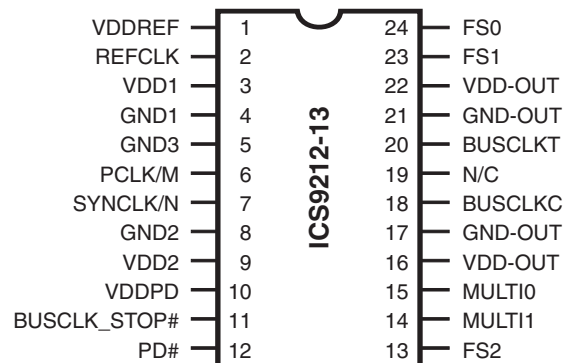 VDDREF 1 24 FS0
REFCLK 2 23 FS1
VDD1 3 22 VDD-OUT
GND1 4 21 GND-OUT
GND3 5 20 BUSCLKT
PCLK/M 6 19 N/C
SYNCLK/N 7 18 BUSCLKC
GND2 8 17 GND-OUT
VDD2 9 16 VDD-OUT
VDDPD 10 15 MULTI0
BUSCLK_STOP# 11 14 MULTI1
PD# 12 13 FS2
ICS9212-13